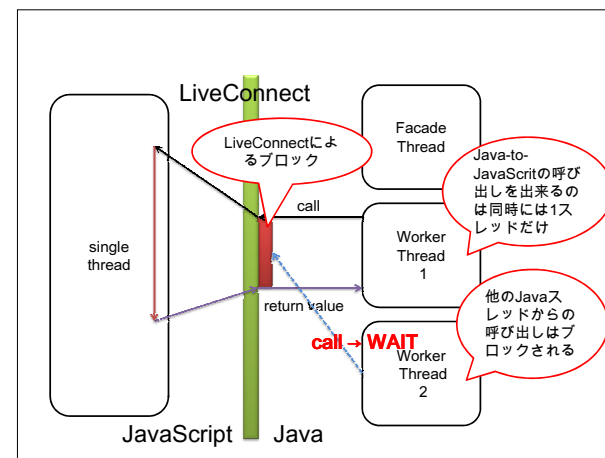 LiveConnect
LiveConnectによ
るブロック
Facade
Thread
Java-to-
JavaScritの呼び
出しを出来るの
は同時には1ス
レッドだけ
call
single
thread
Worker
Thread
1
return value
他のJavaス
レッドからの
呼び出しはブ
ロックされる
call → WAIT
Worker
Thread
2
JavaScript
Java